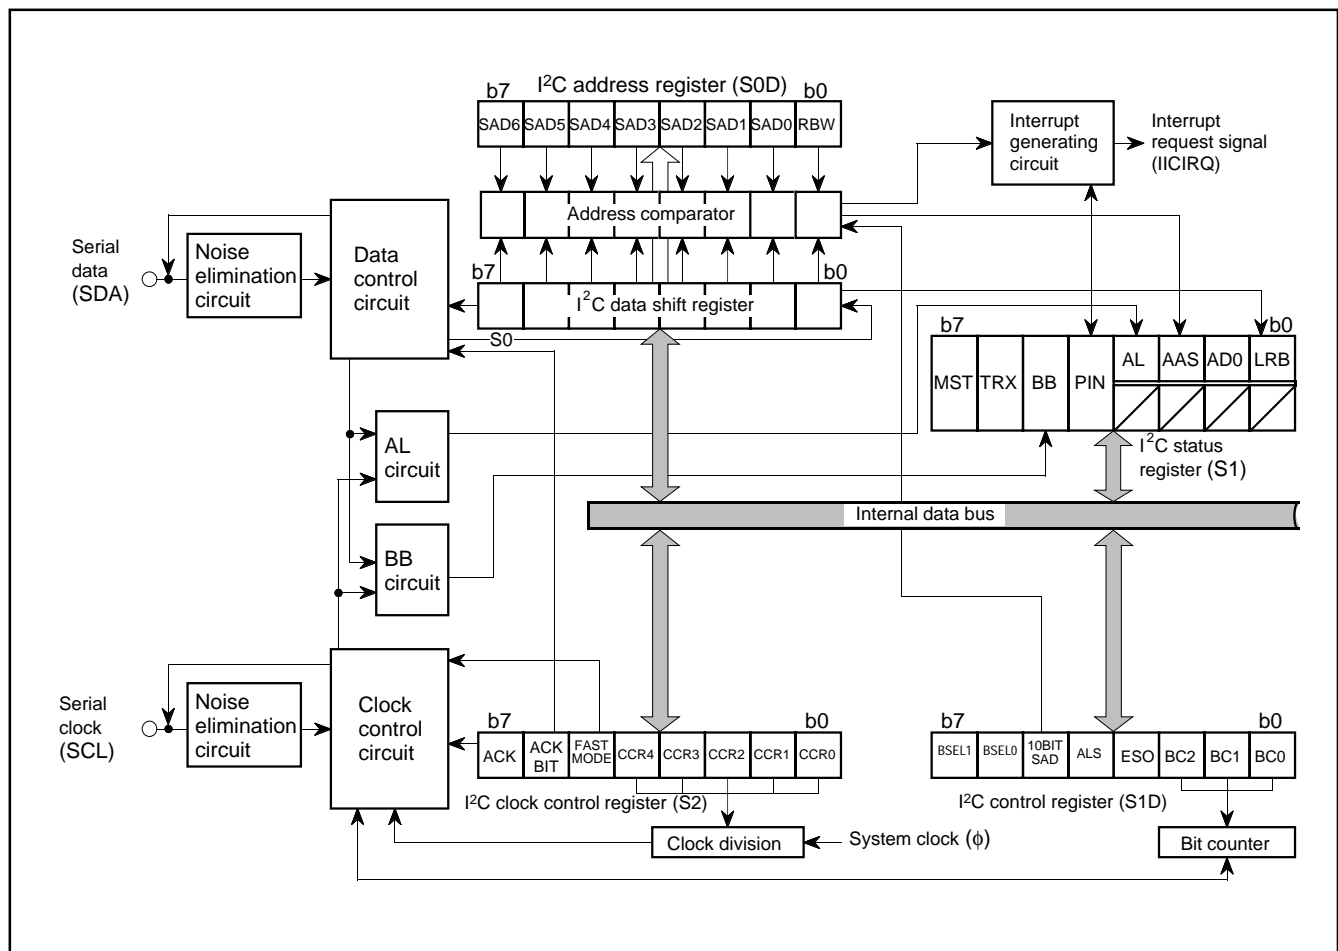 I²C address register (S0D)
b7
b0
SAD6 SAD5 SAD4 SAD3 SAD2 SAD1 SAD0 RBW
Interrupt
generating
circuit
Interrupt
request signal
(IICIRQ)
Address comparator
Serial
data
(SDA)
Noise
elimination
circuit
Data
control
circuit
b7
b0
I²C data shift register
S0
b7
b0
MST TRX BB PIN AL AAS AD0 LRB
I²C status
register (S1)
AL
circuit
Internal data bus
BB
circuit
Serial
clock
(SCL)
Noise
elimination
circuit
Clock
control
circuit
b7
b0
ACK
ACK
BIT
FAST
MODE
CCR4 CCR3 CCR2 CCR1 CCR0
I²C clock control register (S2)
b7
b0
BSEL1 BSEL0
10BIT
SAD
ALS ESO BC2 BC1 BC0
I²C control register (S1D)
Clock division
System clock (ϕ)
Bit counter